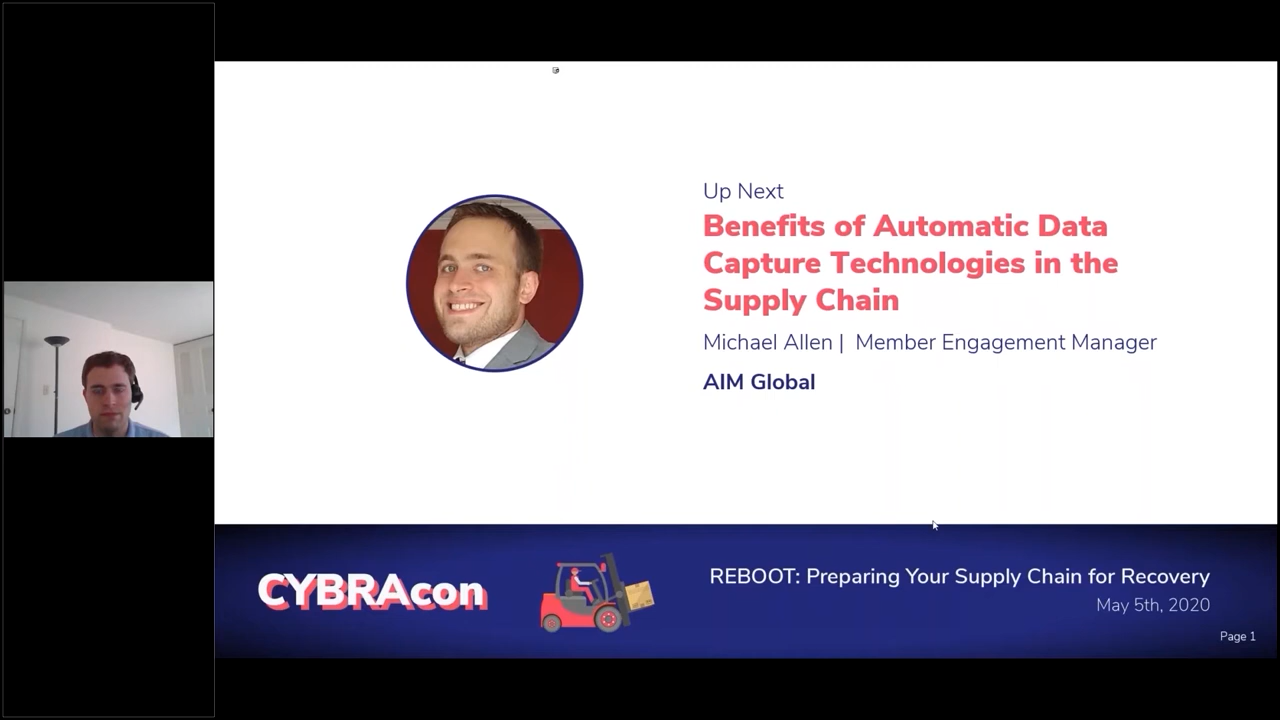 Up Next
Benefits of Automatic Data
Capture Technologies in the
Supply Chain
Michael Allen | Member Engagement Manager
AIM Global
CYBRAcon
REBOOT: Preparing Your Supply Chain for Recovery
May 5th, 2020
Page 1